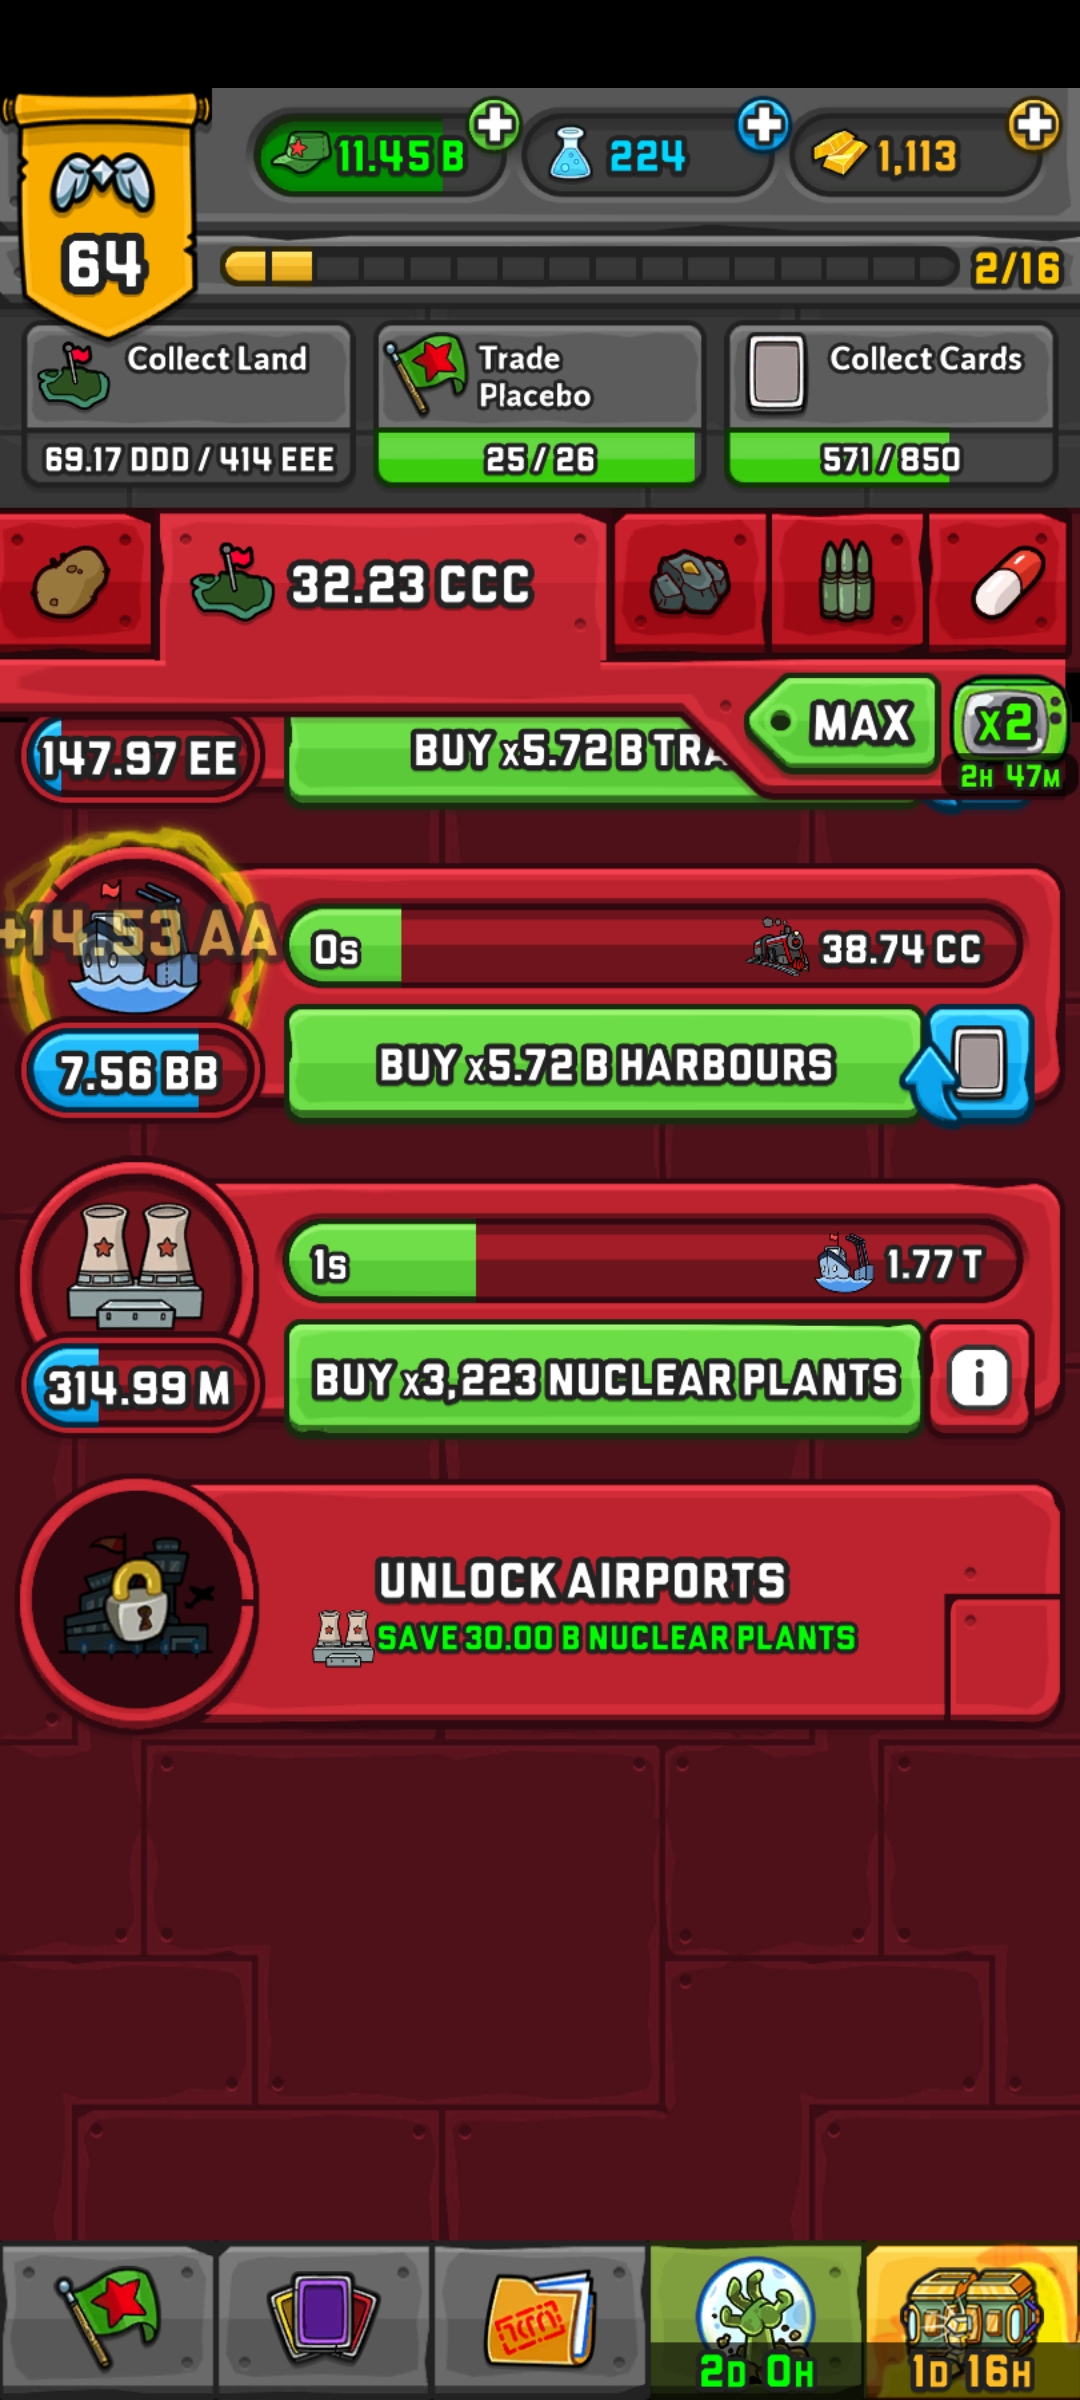 11.45 B
224
1,113
64
2/16
Collect Land
69.17 DDD / 414 EEE
Trade
Placebo
25 / 26
Collect Cards
571 / 850
32.23 CCC
MAX
x2
2H 47M
147.97 EE
BUY x5.72 B TRA
+14.53 AA
0s
38.74 CC
7.56 BB
BUY x5.72 B HARBOURS
1s
1.77 T
314.99 M
BUY x3,223 NUCLEAR PLANTS
i
UNLOCK AIRPORTS
SAVE 30.00 B NUCLEAR PLANTS
2D 0H
1D 16H